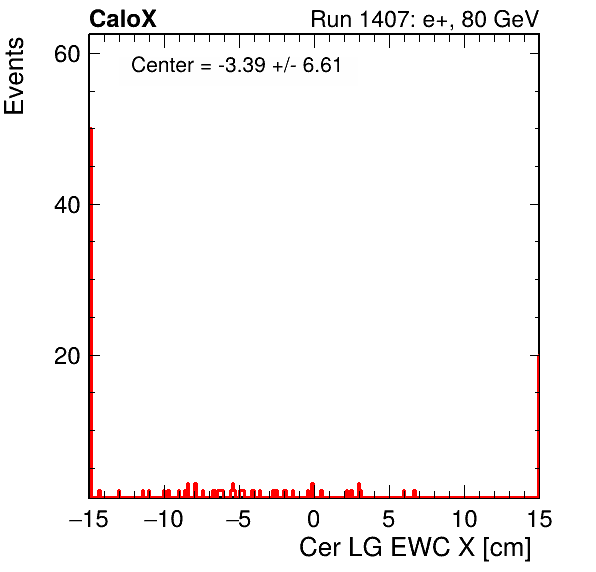 CaloX Run 1407: e+, 80 GeV
Events
Center = -3.39 +/- 6.61
60
40
20
−15 −10 −5 0 5 10 15
Cer LG EWC X [cm]